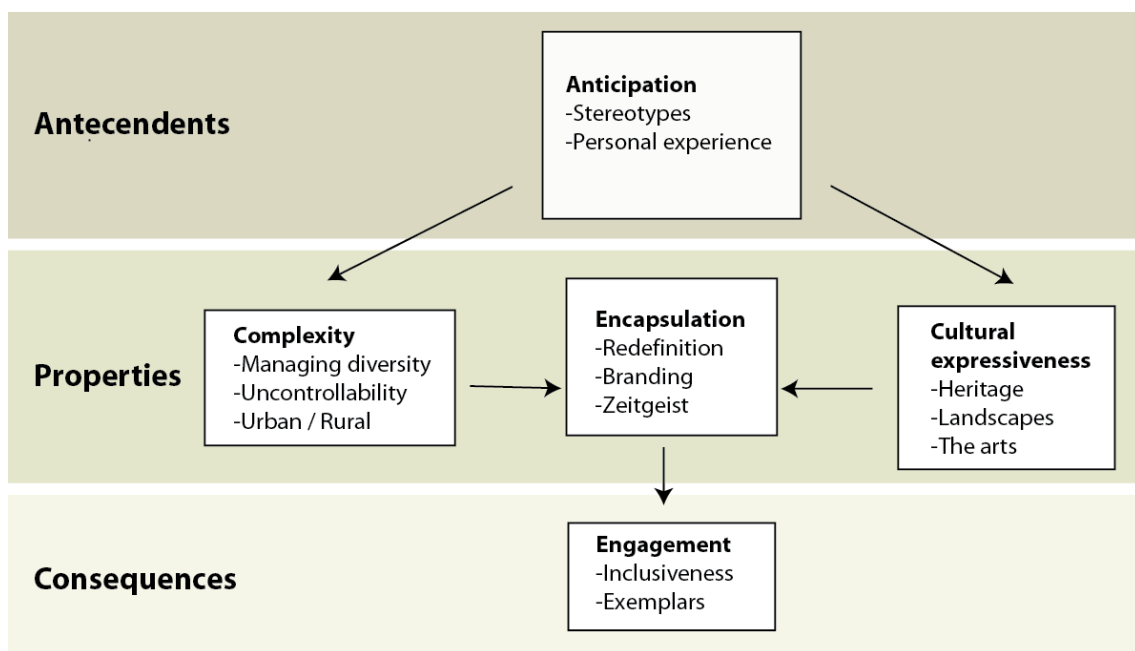 Antecendents
Anticipation
-Stereotypes
-Personal experience
Properties
Complexity
-Managing diversity
-Uncontrollability
-Urban / Rural
Encapsulation
-Redefinition
-Branding
-Zeitgeist
Cultural
expressiveness
-Heritage
-Landscapes
-The arts
Consequences
Engagement
-Inclusiveness
-Exemplars